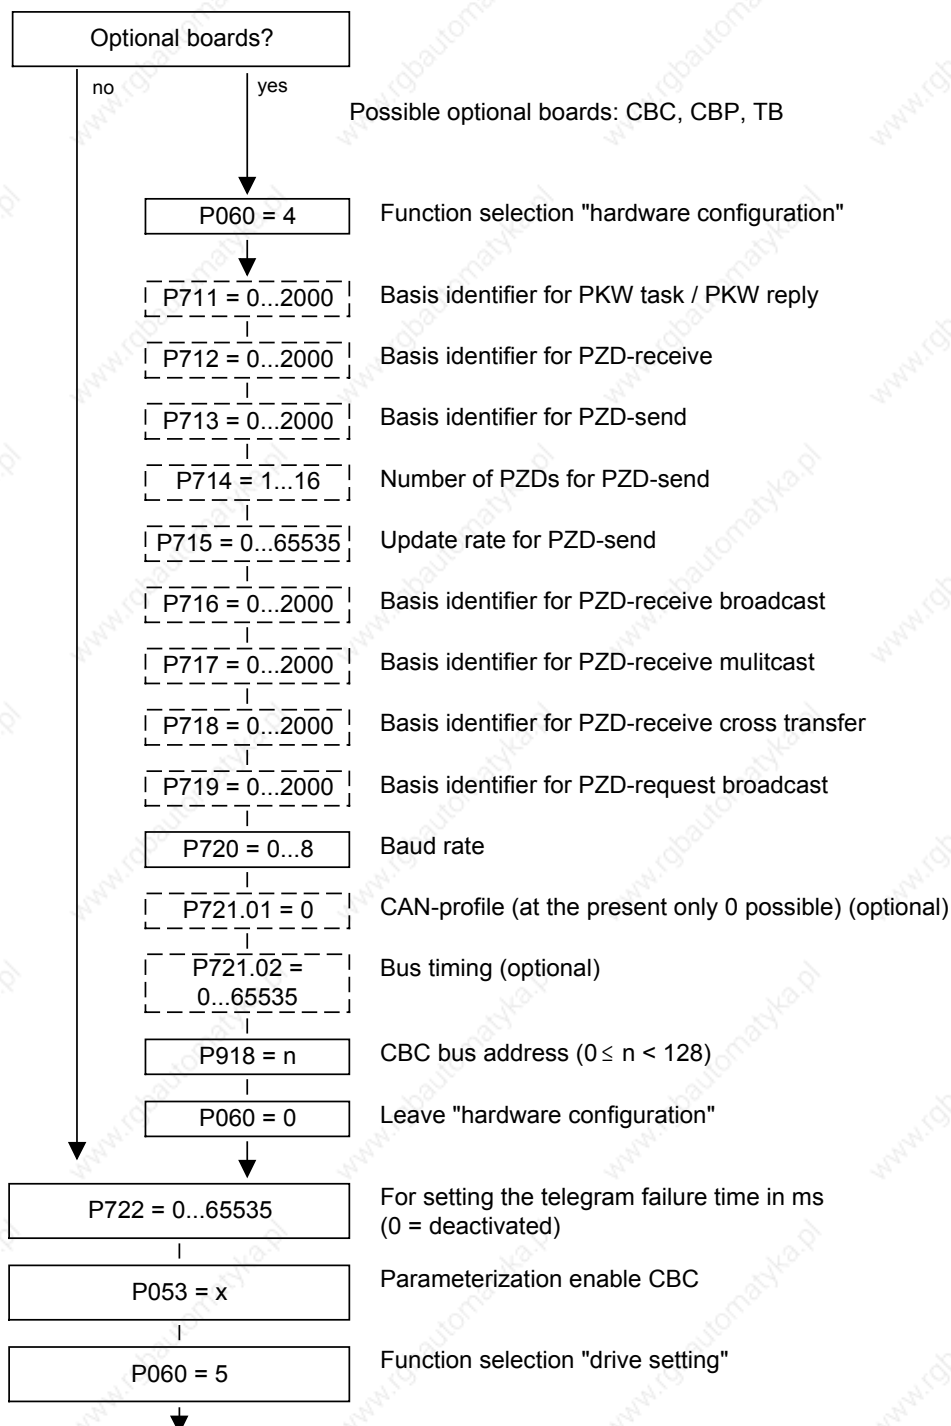 Optional boards?
no
yes
Possible optional boards: CBC, CBP, TB
P060 = 4
Function selection "hardware configuration"
P711 = 0...2000
Basis identifier for PKW task / PKW reply
P712 = 0...2000
Basis identifier for PZD-receive
P713 = 0...2000
Basis identifier for PZD-send
P714 = 1...16
Number of PZDs for PZD-send
P715 = 0...65535
Update rate for PZD-send
P716 = 0...2000
Basis identifier for PZD-receive broadcast
P717 = 0...2000
Basis identifier for PZD-receive mulitcast
P718 = 0...2000
Basis identifier for PZD-receive cross transfer
P719 = 0...2000
Basis identifier for PZD-request broadcast
P720 = 0...8
Baud rate
P721.01 = 0
CAN-profile (at the present only 0 possible) (optional)
P721.02 =
0...65535
Bus timing (optional)
P918 = n
CBC bus address (0 ≤ n < 128)
P060 = 0
Leave "hardware configuration"
P722 = 0...65535
For setting the telegram failure time in ms
(0 = deactivated)
P053 = x
Parameterization enable CBC
P060 = 5
Function selection "drive setting"
www.rgbautomatyka.pl